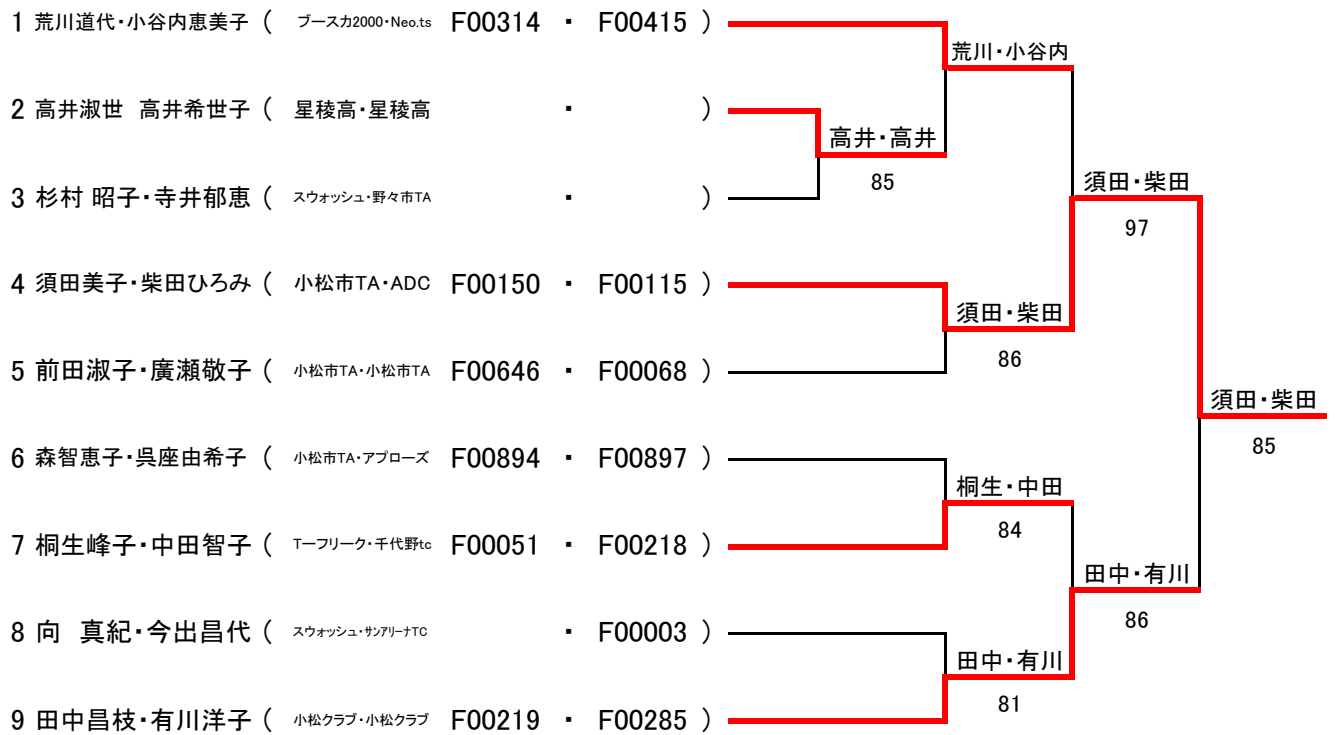 1 荒川道代・小谷内恵美子 ( ブースカ2000・Neo.ts F00314 ・ F00415 )
荒川・小谷内
2 高井淑世 高井希世子 ( 星稜高・星稜高 ・ )
高井・高井
85
3 杉村 昭子・寺井郁恵 ( スウォッシュ・野々市TA ・ )
須田・柴田
97
4 須田美子・柴田ひろみ ( 小松市TA・ADC F00150 ・ F00115 )
須田・柴田
86
5 前田淑子・廣瀬敬子 ( 小松市TA・小松市TA F00646 ・ F00068 )
須田・柴田
85
6 森智恵子・呉座由希子 ( 小松市TA・アプローズ F00894 ・ F00897 )
桐生・中田
84
7 桐生峰子・中田智子 ( Tーフリーク・千代野tc F00051 ・ F00218 )
田中・有川
86
8 向 真紀・今出昌代 ( スウォッシュ・サンアリーナTC ・ F00003 )
田中・有川
81
9 田中昌枝・有川洋子 ( 小松クラブ・小松クラブ F00219 ・ F00285 )